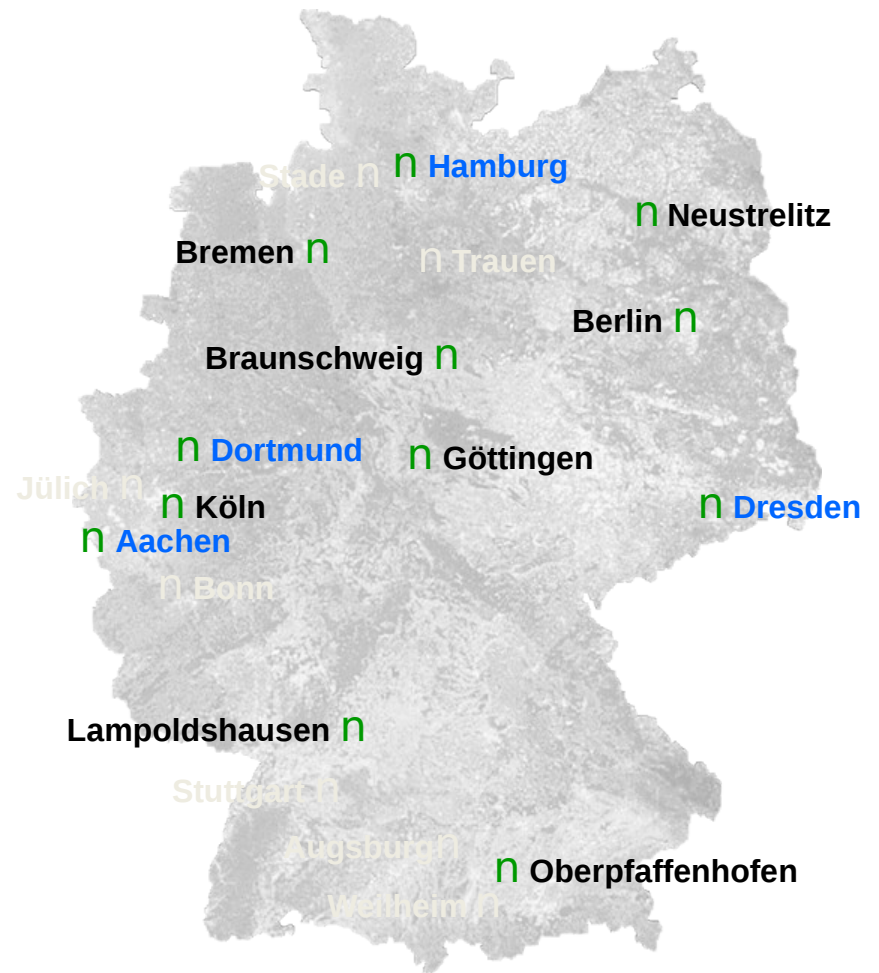 Stade n
n Hamburg
n Neustrelitz
Bremen n
n Trauen
Berlin n
Braunschweig n
n Dortmund
n Göttingen
Jülich n
n Köln
n Dresden
n Aachen
n Bonn
Lampoldshausen n
Stuttgart n
Augsburg n
n Oberpfaffenhofen
Weilheim n